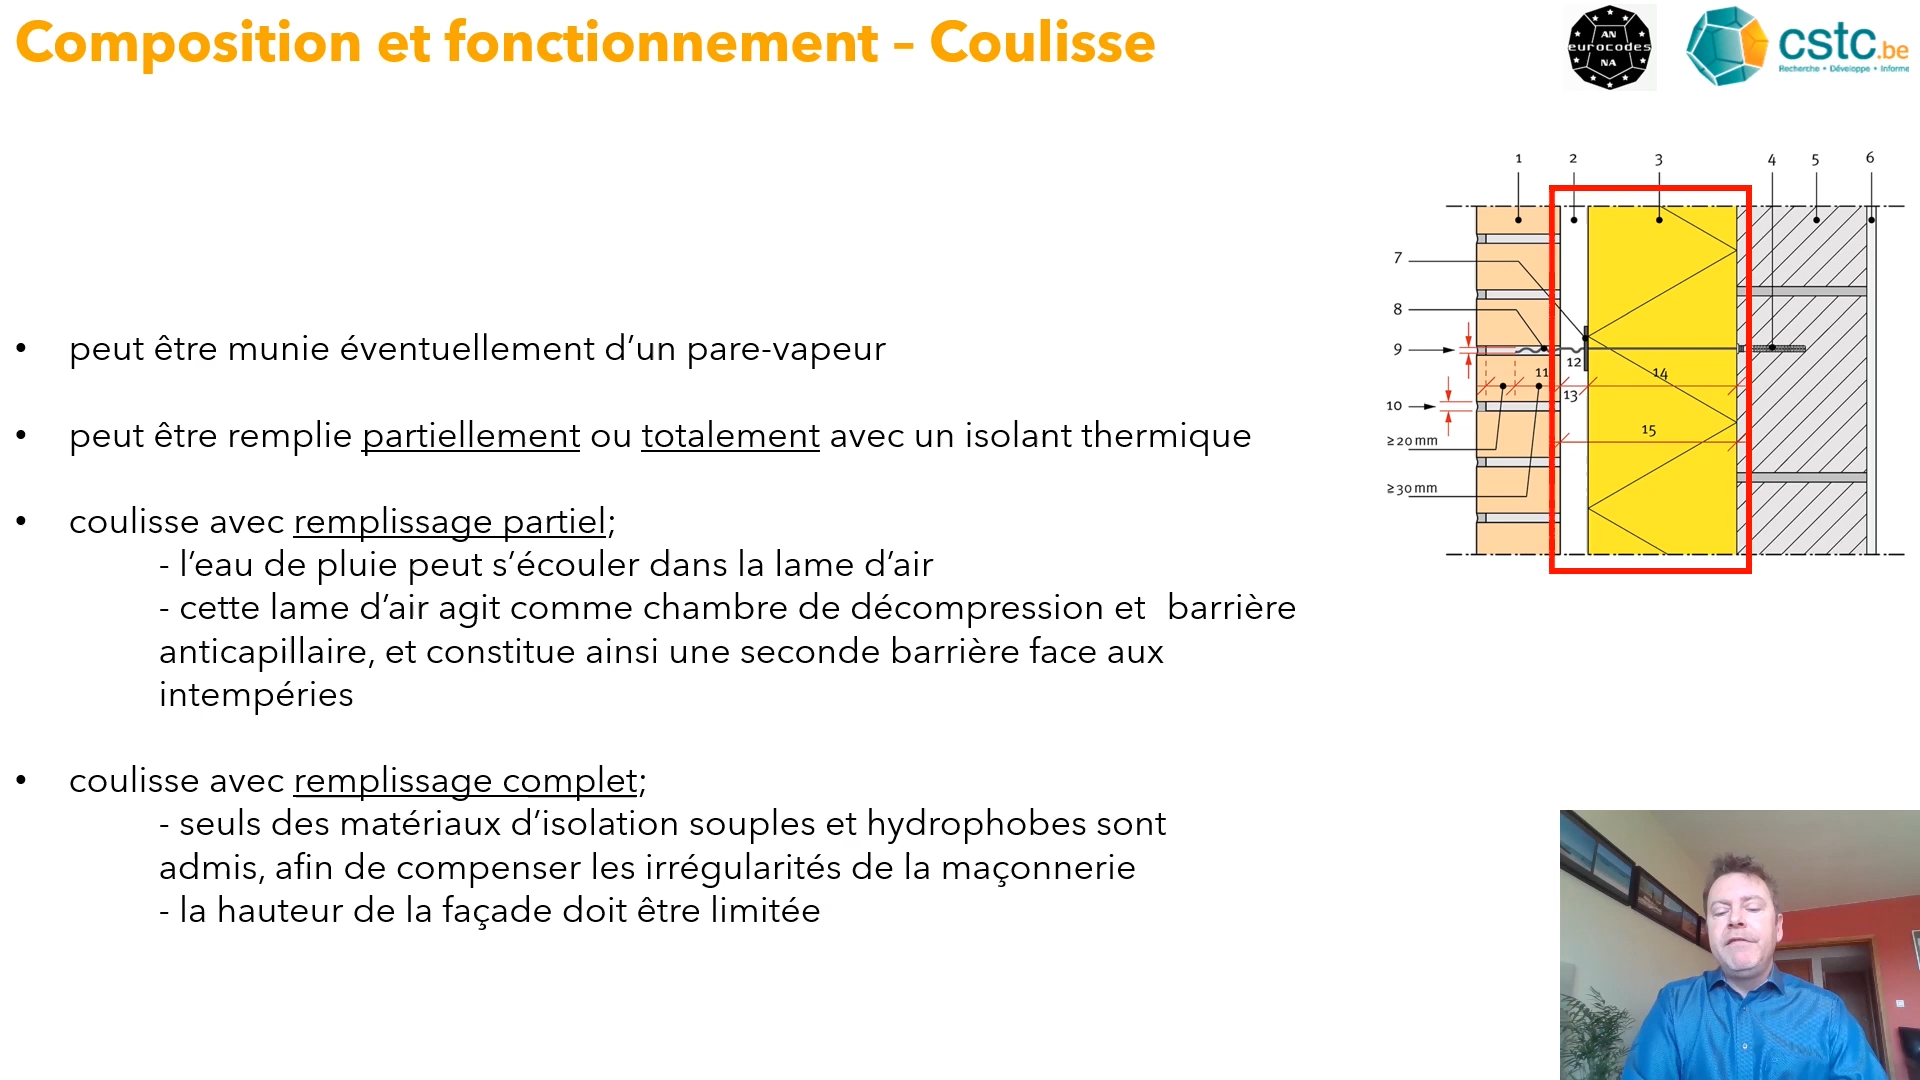 Composition et fonctionnement – Coulisse
AN
eurocodes
NA
cstc.be
Recherche • Développe • Informe
• peut être munie éventuellement d’un pare-vapeur
• peut être remplie partiellement ou totalement avec un isolant thermique
• coulisse avec remplissage partiel;
- l’eau de pluie peut s’écouler dans la lame d’air
- cette lame d’air agit comme chambre de décompression et barrière
anticapillaire, et constitue ainsi une seconde barrière face aux
intempéries
• coulisse avec remplissage complet;
- seuls des matériaux d’isolation souples et hydrophobes sont
admis, afin de compenser les irrégularités de la maçonnerie
- la hauteur de la façade doit être limitée
1 2 3 4 5 6
7
8
9
12
11 14
13
10
15
≥20 mm
≥30 mm